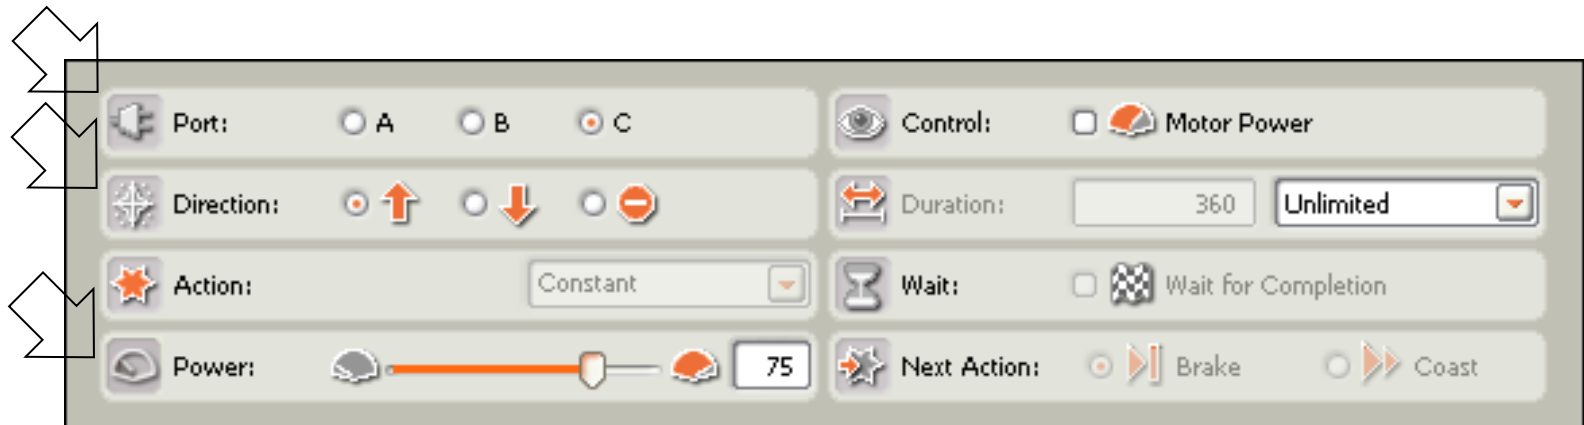 Port: A B C
Control: Motor Power
Direction:
Duration: 360 Unlimited
Action: Constant
Wait: Wait for Completion
Power: 75
Next Action: Brake Coast